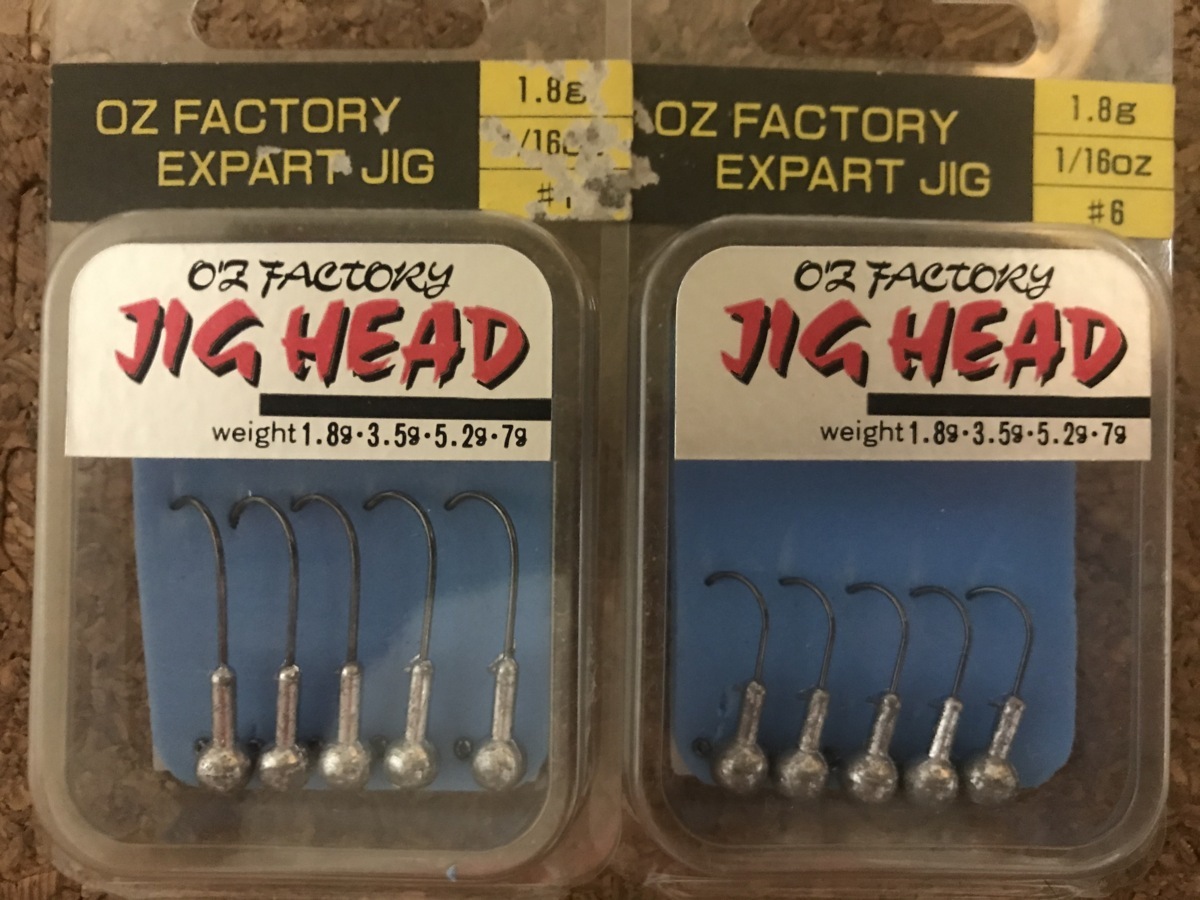 OZ FACTORY
EXPART JIG
1.8g
/16
#
O'Z FACTORY
JIG HEAD
weight 1.8g·3.5g·5.2g·7g
OZ FACTORY
EXPART JIG
1.8g
1/16oz
#6
O'Z FACTORY
JIG HEAD
weight 1.8g·3.5g·5.2g·7g